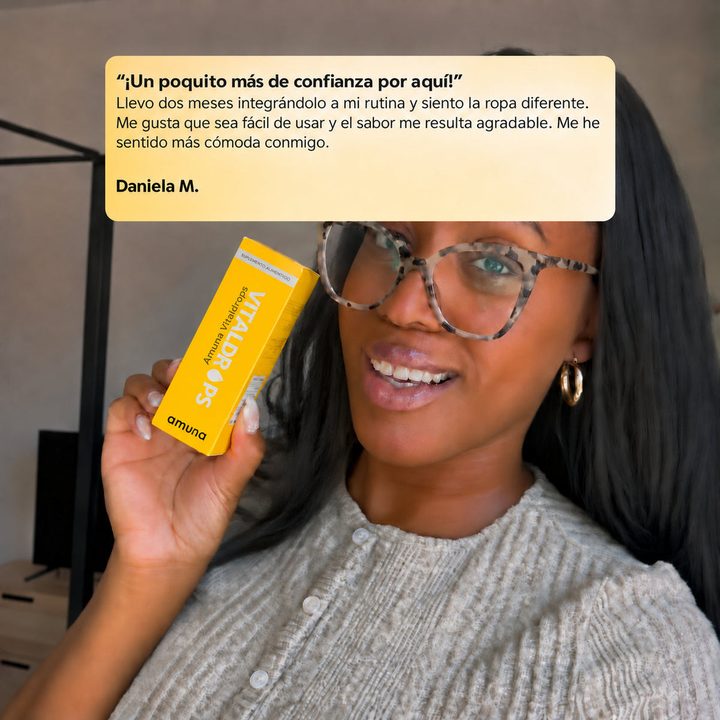 “¡Un poquito más de confianza por aquí!”
Llevo dos meses integrándolo a mi rutina y siento la ropa diferente.
Me gusta que sea fácil de usar y el sabor me resulta agradable. Me he
sentido más cómoda conmigo.
Daniela M.
SUPLEMENTO ALIMENTICIO
Amuna Vitaldrops
VITALDROPS
amuna